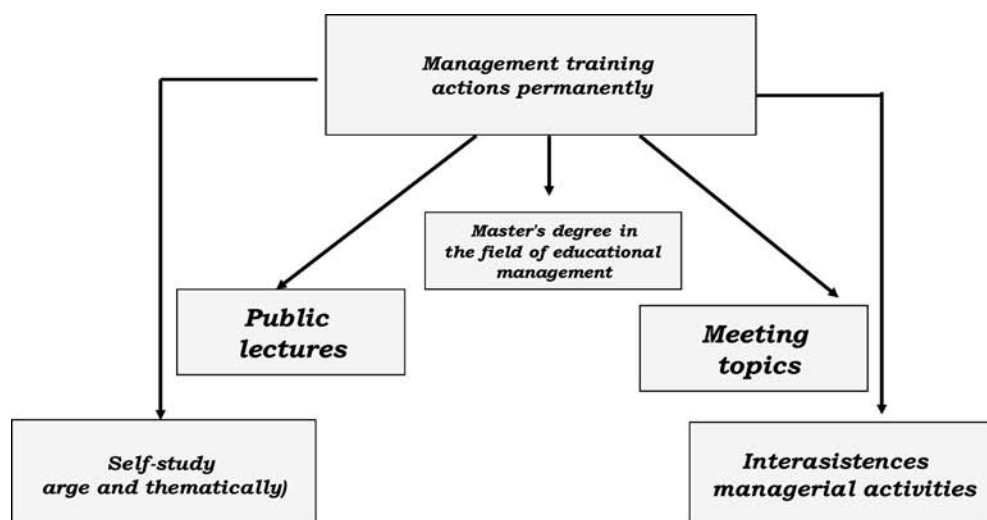 Management training
actions permanently
Master's degree in
the field of educational
management
Public
lectures
Meeting
topics
Self-study
arge and thematically)
Interasistences
managerial activities